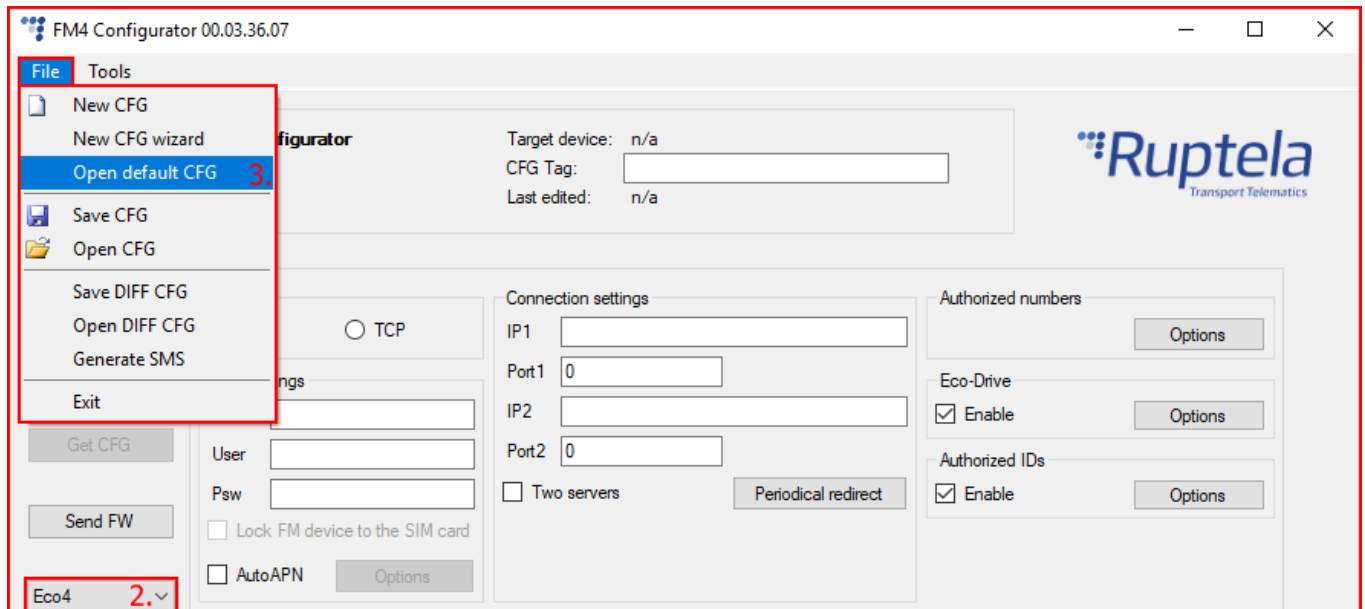 FM4 Configurator 00.03.36.07
File Tools
New CFG
New CFG wizard
Open default CFG 3.
Save CFG
Open CFG
Save DIFF CFG
Open DIFF CFG
Generate SMS
Exit
figurator
Target device: n/a
CFG Tag:
Last edited: n/a
Ruptela
Transport Telematics
TCP
ngs
User
Psw
Lock FM device to the SIM card
AutoAPN Options
Connection settings
IP1
Port1 0
IP2
Port2 0
Two servers Periodical redirect
Authorized numbers
Options
Eco-Drive
Enable Options
Authorized IDs
Enable Options
Get CFG
Send FW
Eco4 2.